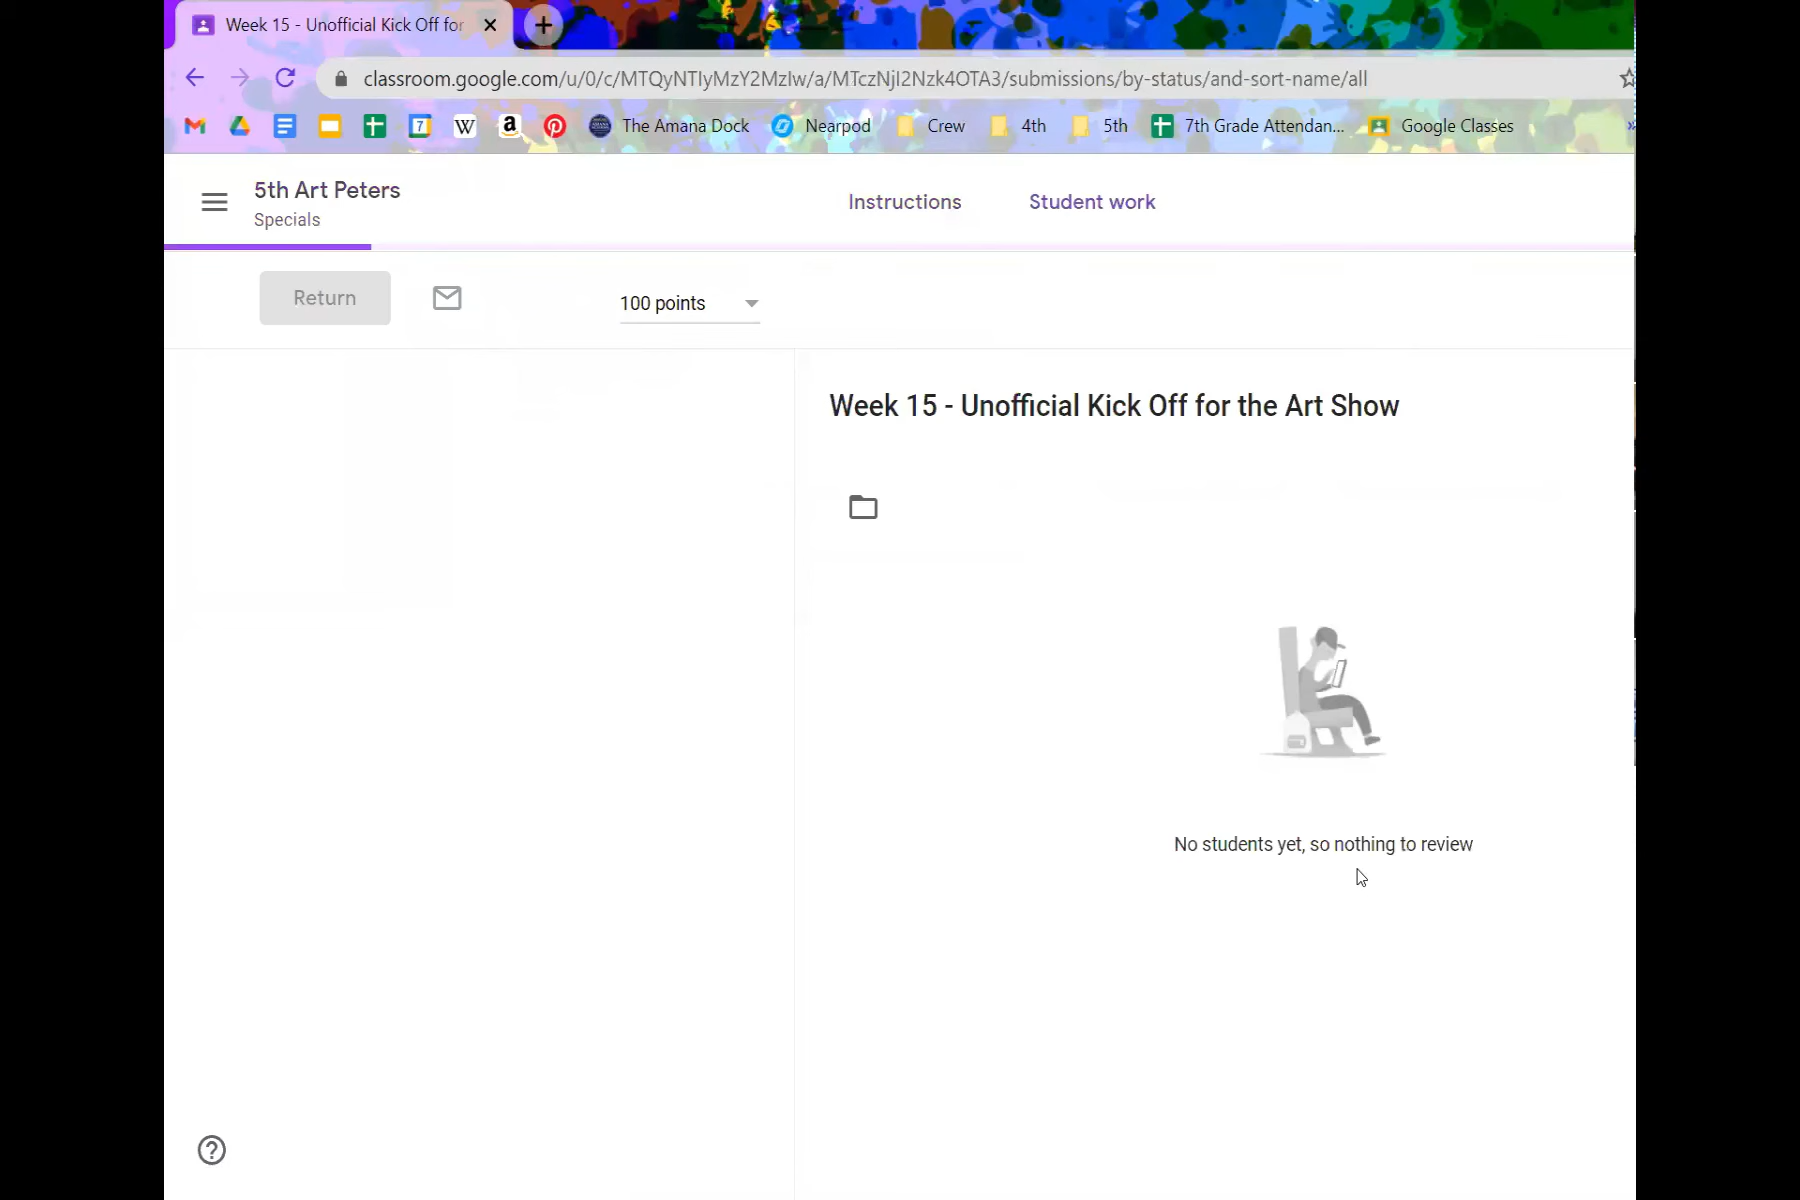 Week 15 - Unofficial Kick Off for
classroom.google.com/u/0/c/MTQyNTIyMzY2MzIw/a/MTczNjI2Nzk4OTA3/submissions/by-status/and-sort-name/all
7 W a The Amana Dock Nearpod Crew 4th 5th 7th Grade Attendan... Google Classes
5th Art Peters
Specials
Instructions Student work
Return 100 points
Week 15 - Unofficial Kick Off for the Art Show
No students yet, so nothing to review